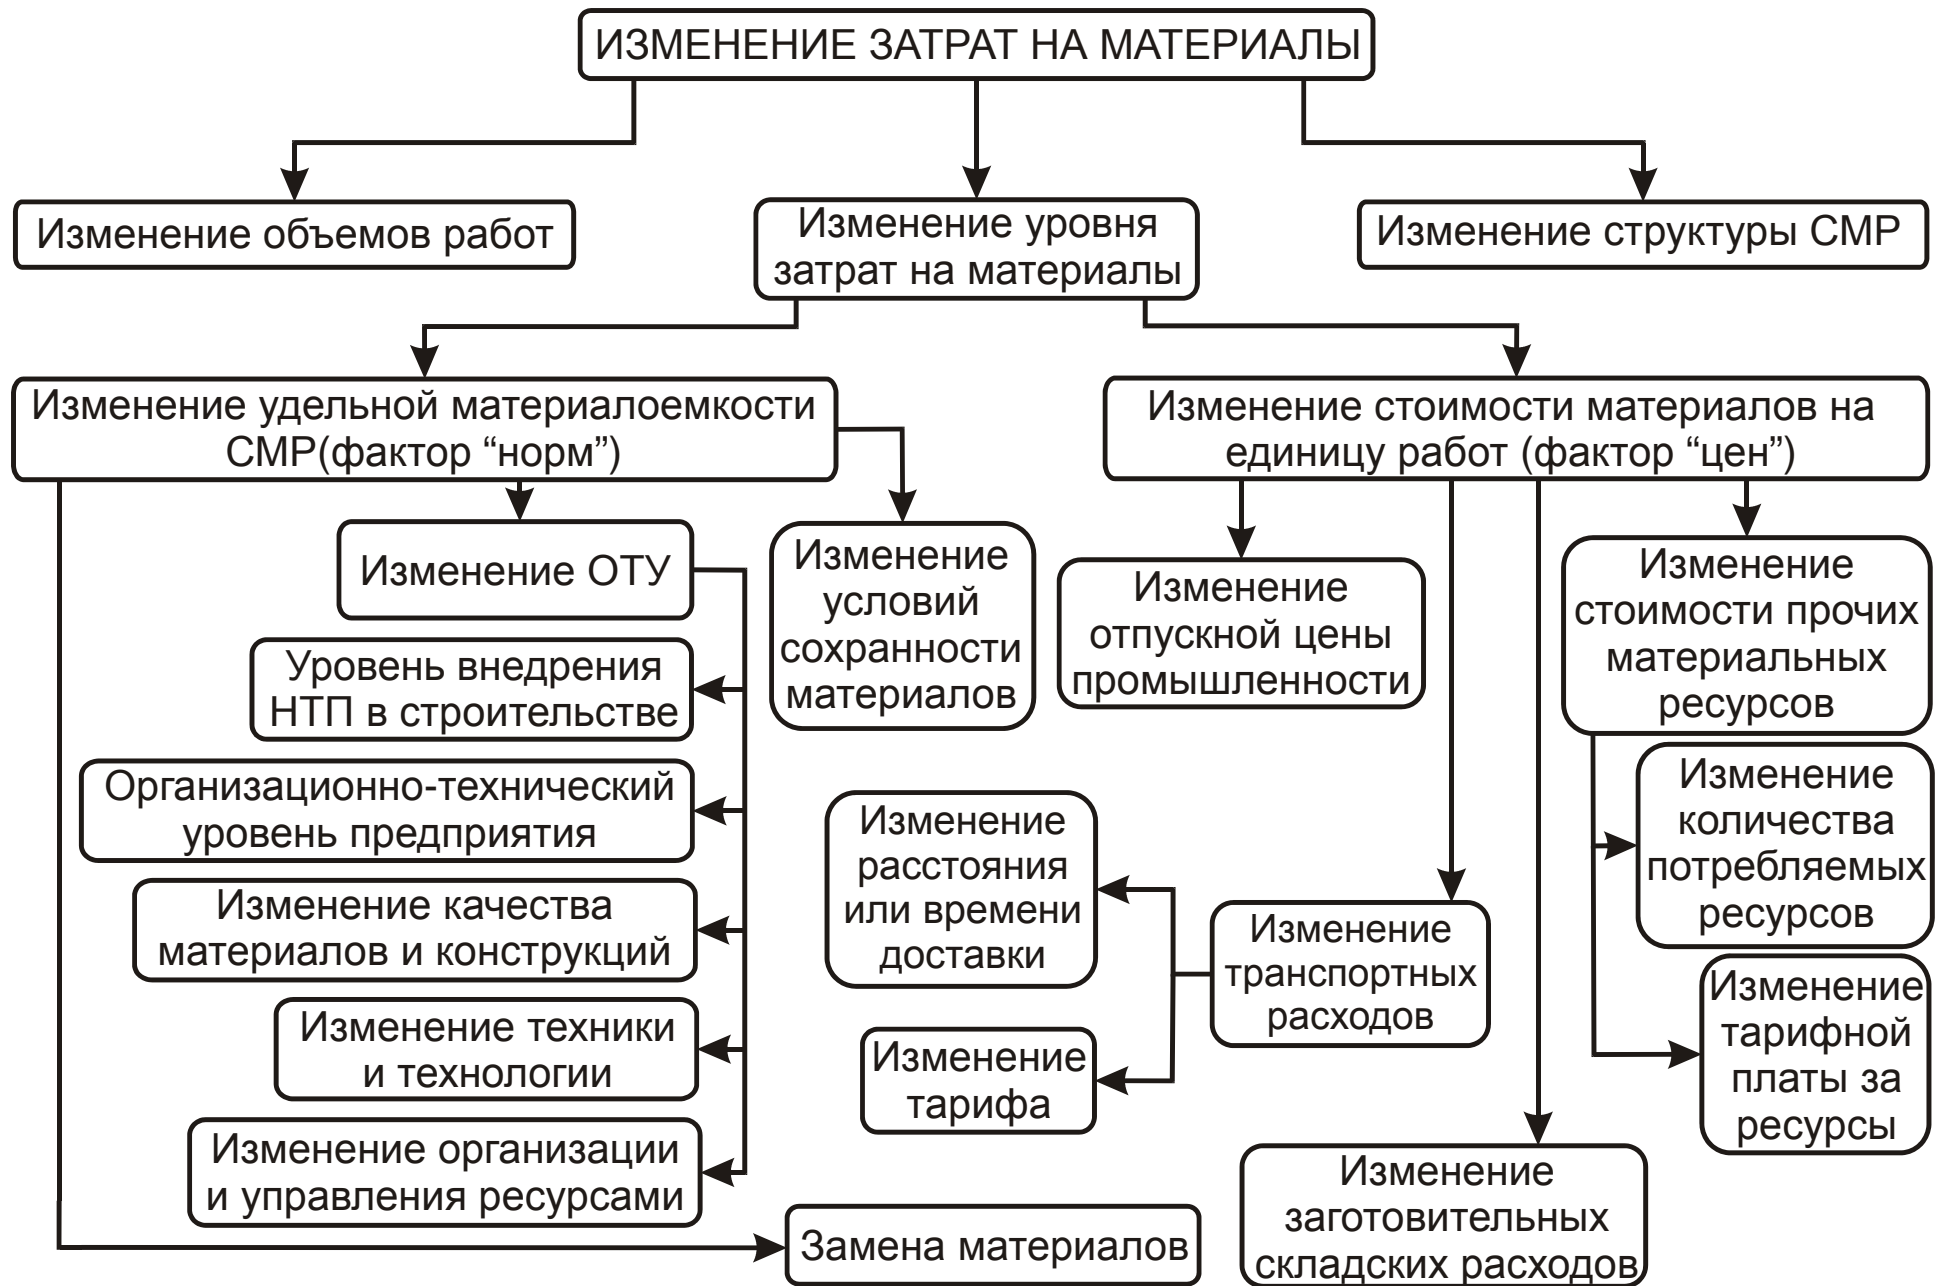 ИЗМЕНЕНИЕ ЗАТРАТ НА МАТЕРИАЛЫ
Изменение объемов работ
Изменение уровня
затрат на материалы
Изменение структуры СМР
Изменение удельной материалоемкости
СМР(фактор “норм”)
Изменение стоимости материалов на
единицу работ (фактор “цен”)
Изменение ОТУ
Изменение
условий
сохранности
материалов
Изменение
отпускной цены
промышленности
Изменение
стоимости прочих
материальных
ресурсов
Уровень внедрения
НТП в строительстве
Организационно-технический
уровень предприятия
Изменение качества
материалов и конструкций
Изменение техники
и технологии
Изменение организации
и управления ресурсами
Изменение
расстояния
или времени
доставки
Изменение
тарифа
Изменение
транспортных
расходов
Изменение
количества
потребляемых
ресурсов
Изменение
тарифной
платы за
ресурсы
Замена материалов
Изменение
заготовительных
складских расходов